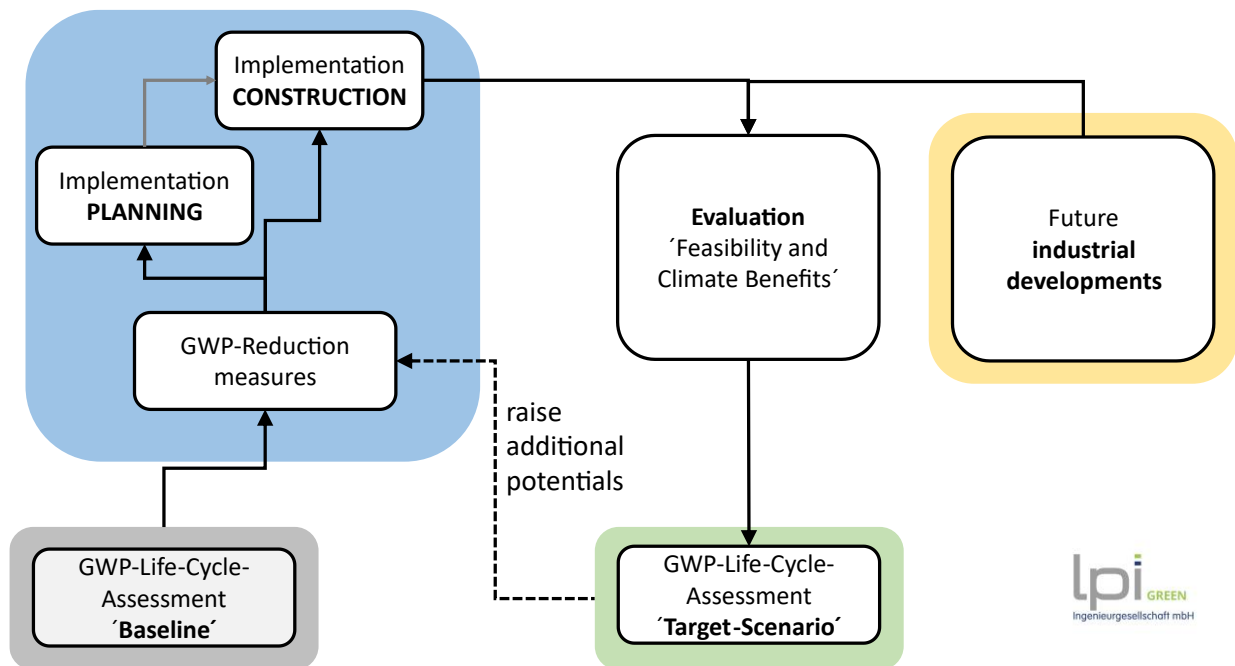 Implementation
CONSTRUCTION
Implementation
PLANNING
GWP-Reduction
measures
Evaluation
´Feasibility and
Climate Benefits´
Future
industrial
developments
raise
additional
potentials
GWP-Life-Cycle-
Assessment
´Baseline´
GWP-Life-Cycle-
Assessment
´Target-Scenario´
lpi GREEN
Ingenieurgesellschaft mbH